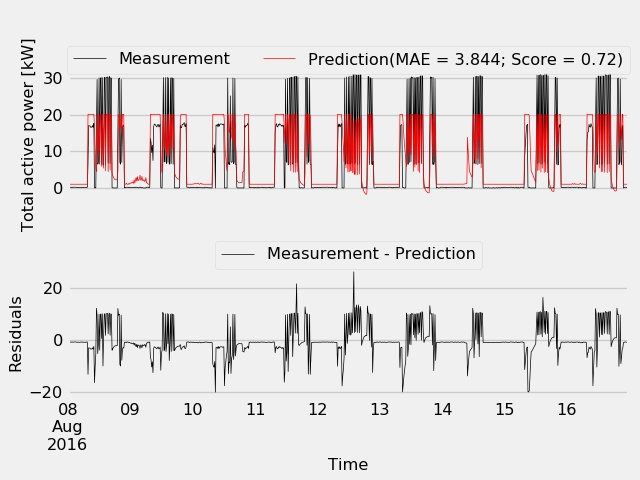 Measurement
Prediction(MAE = 3.844; Score = 0.72)
Total active power [kW]
30
20
10
0
Measurement - Prediction
Residuals
20
0
−20
08 09 10 11 12 13 14 15 16
Aug
2016
Time